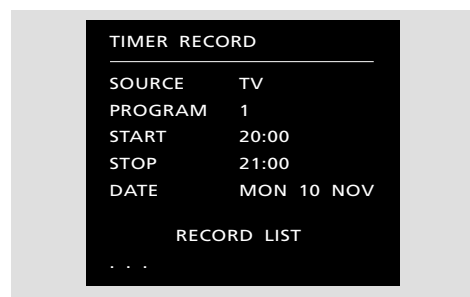 TIMER RECORD
SOURCE TV
PROGRAM 1
START 20:00
STOP 21:00
DATE MON 10 NOV
RECORD LIST
. . .